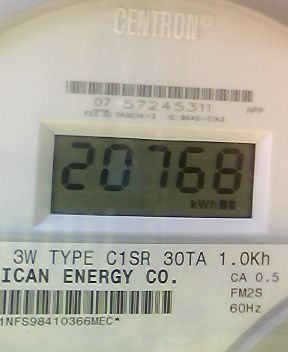 CENTRON®
07 57245311
20768
kWh
3W TYPE C1SR 30TA 1.0Kh
ICAN ENERGY CO.
CA 0.5
FM2S
60Hz
1NFS98410366MEC*